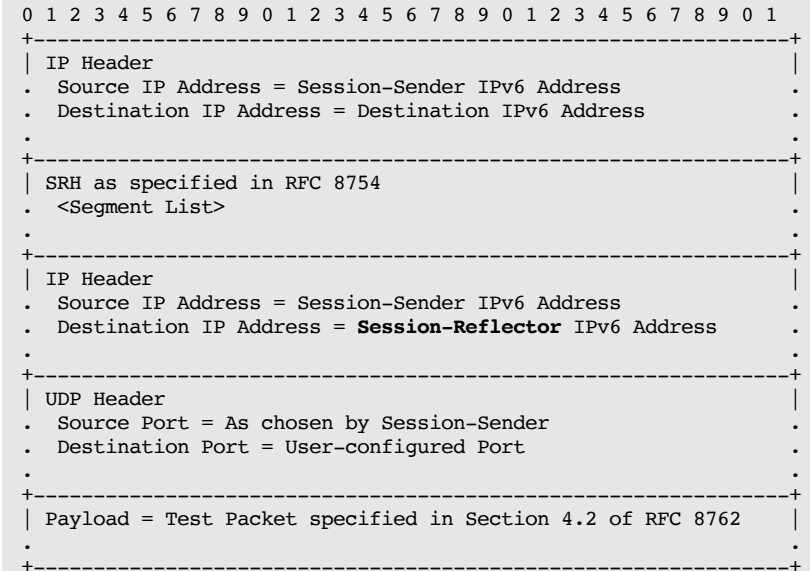 0 1 2 3 4 5 6 7 8 9 0 1 2 3 4 5 6 7 8 9 0 1 2 3 4 5 6 7 8 9 0 1
+---------------------------------------------------------------+
| IP Header                                                     |
.  Source IP Address = Session-Sender IPv6 Address              .
.  Destination IP Address = Destination IPv6 Address            .
.                                                               .
+---------------------------------------------------------------+
| SRH as specified in RFC 8754                                  |
.  <Segment List>                                               .
.                                                               .
+---------------------------------------------------------------+
| IP Header                                                     |
.  Source IP Address = Session-Sender IPv6 Address              .
.  Destination IP Address = Session-Reflector IPv6 Address      .
.                                                               .
+---------------------------------------------------------------+
| UDP Header                                                    |
.  Source Port = As chosen by Session-Sender                    .
.  Destination Port = User-configured Port                      .
.                                                               .
+---------------------------------------------------------------+
| Payload = Test Packet specified in Section 4.2 of RFC 8762    |
.                                                               .
+---------------------------------------------------------------+